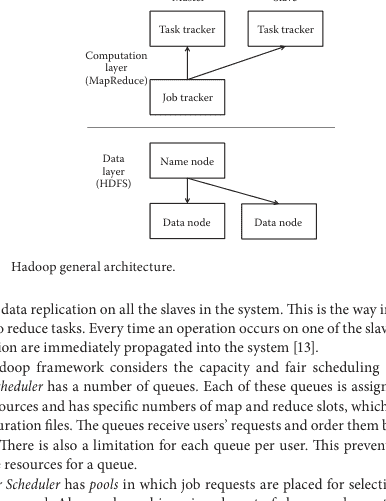 Task tracker Task tracker
Computation
layer
(MapReduce)
Job tracker
Data
layer
(HDFS)
Name node
Data node Data node
Hadoop general architecture.
data replication on all the slaves in the system. This is the way in
o reduce tasks. Every time an operation occurs on one of the slav
ion are immediately propagated into the system [13].
adoop framework considers the capacity and fair scheduling
cheduler has a number of queues. Each of these queues is assign
ources and has specific numbers of map and reduce slots, which
uration files. The queues receive users' requests and order them b
There is also a limitation for each queue per user. This preven
e resources for a queue.
r Scheduler has pools in which job requests are placed for selecti